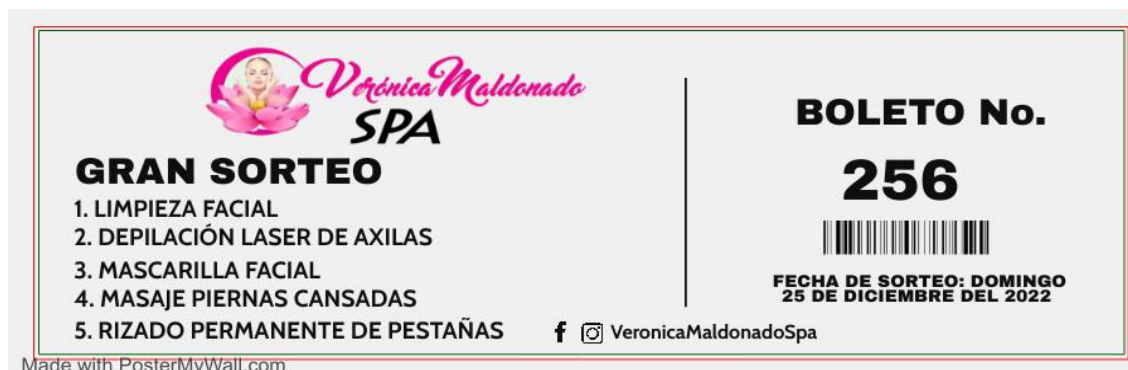 Verónica Maldonado
SPA
GRAN SORTEO
1. LIMPIEZA FACIAL
2. DEPILACIÓN LASER DE AXILAS
3. MASCARILLA FACIAL
4. MASAJE PIERNAS CANSADAS
5. RIZADO PERMANENTE DE PESTAÑAS
VeronicaMaldonadoSpa
BOLETO No.
256
FECHA DE SORTEO: DOMINGO
25 DE DICIEMBRE DEL 2022
Made with PosterMyWall.com